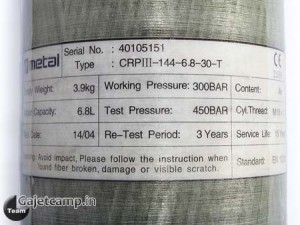 metal
Serial No. : 40105151
Type : CRPIII-144-6.8-30-T
Weight: 3.9kg Working Pressure: 300BAR Content:
Capacity: 6.8L Test Pressure: 450BAR Cyl.Thread
Date: 14/04 Re-Test Period: 3 Years Service Life
Avoid impact, Please follow the instruction when Standard:
found fiber broken, damage or visible scratch.
Gajetcamp.in
Team